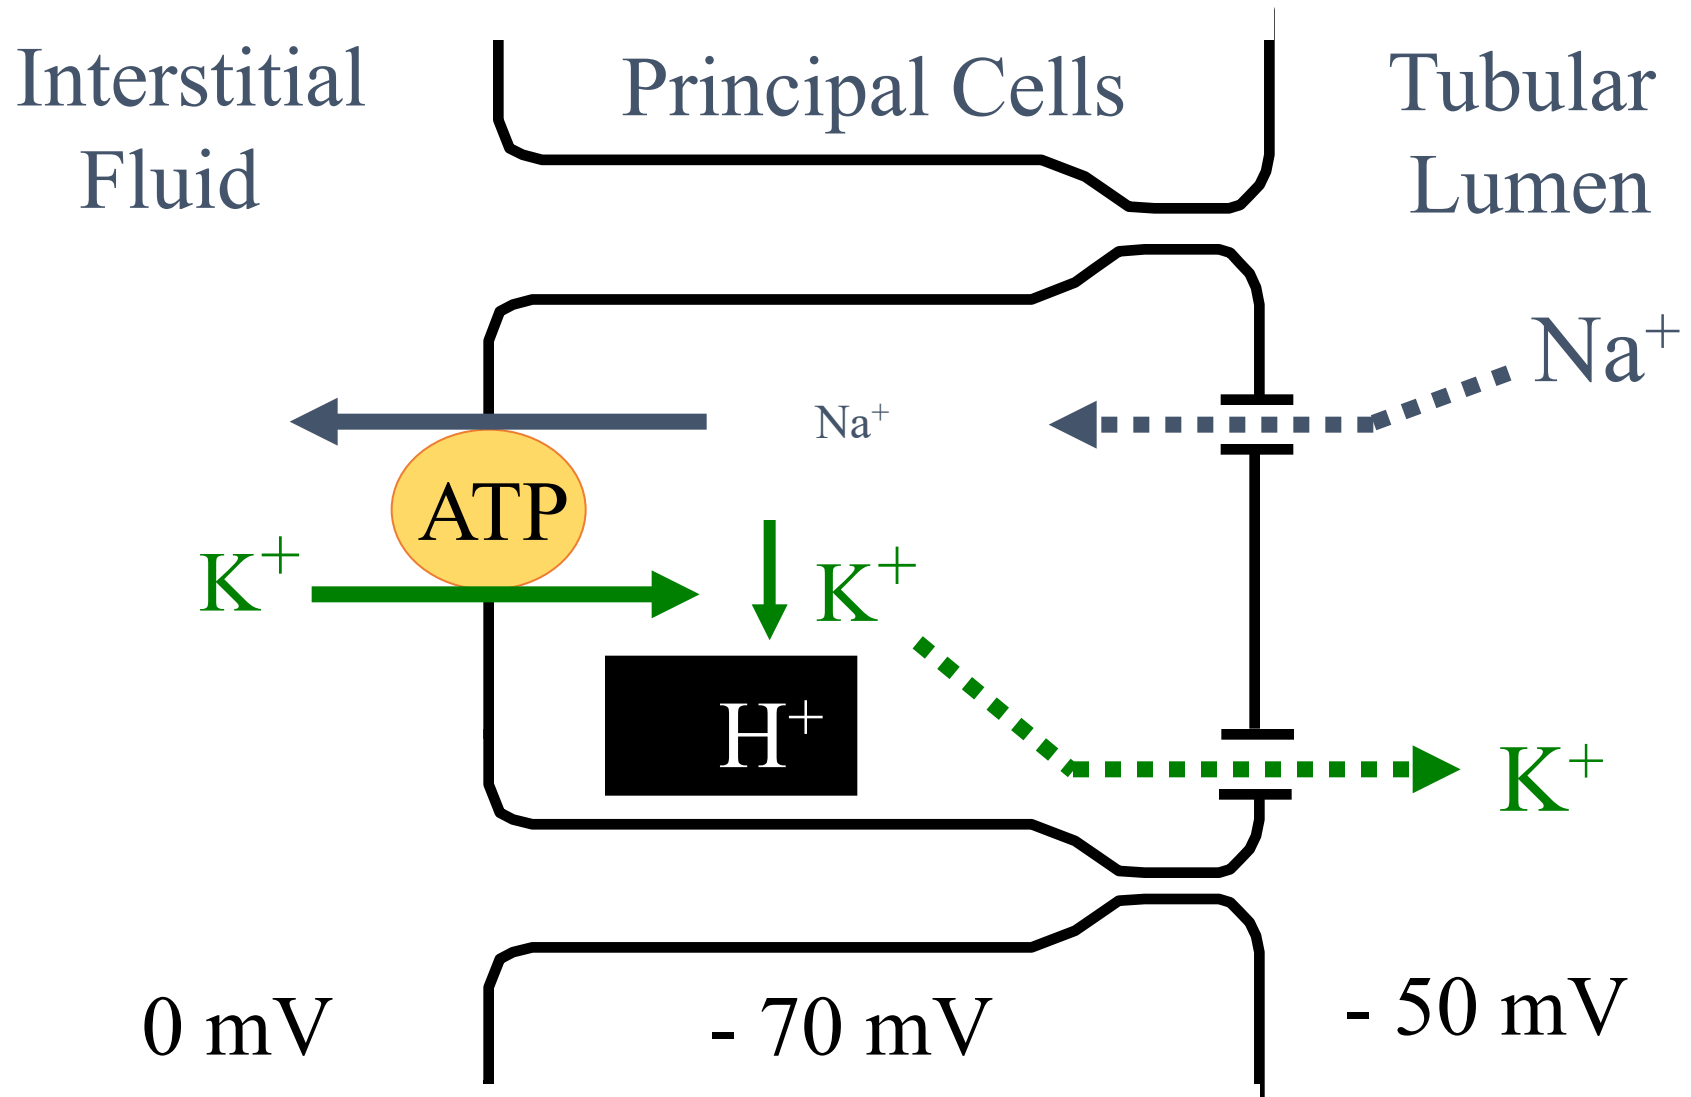 Interstitial
Fluid
Principal Cells
Tubular
Lumen
Na⁺
Na⁺
ATP
K⁺
K⁺
H⁺
K⁺
0 mV
- 70 mV
- 50 mV